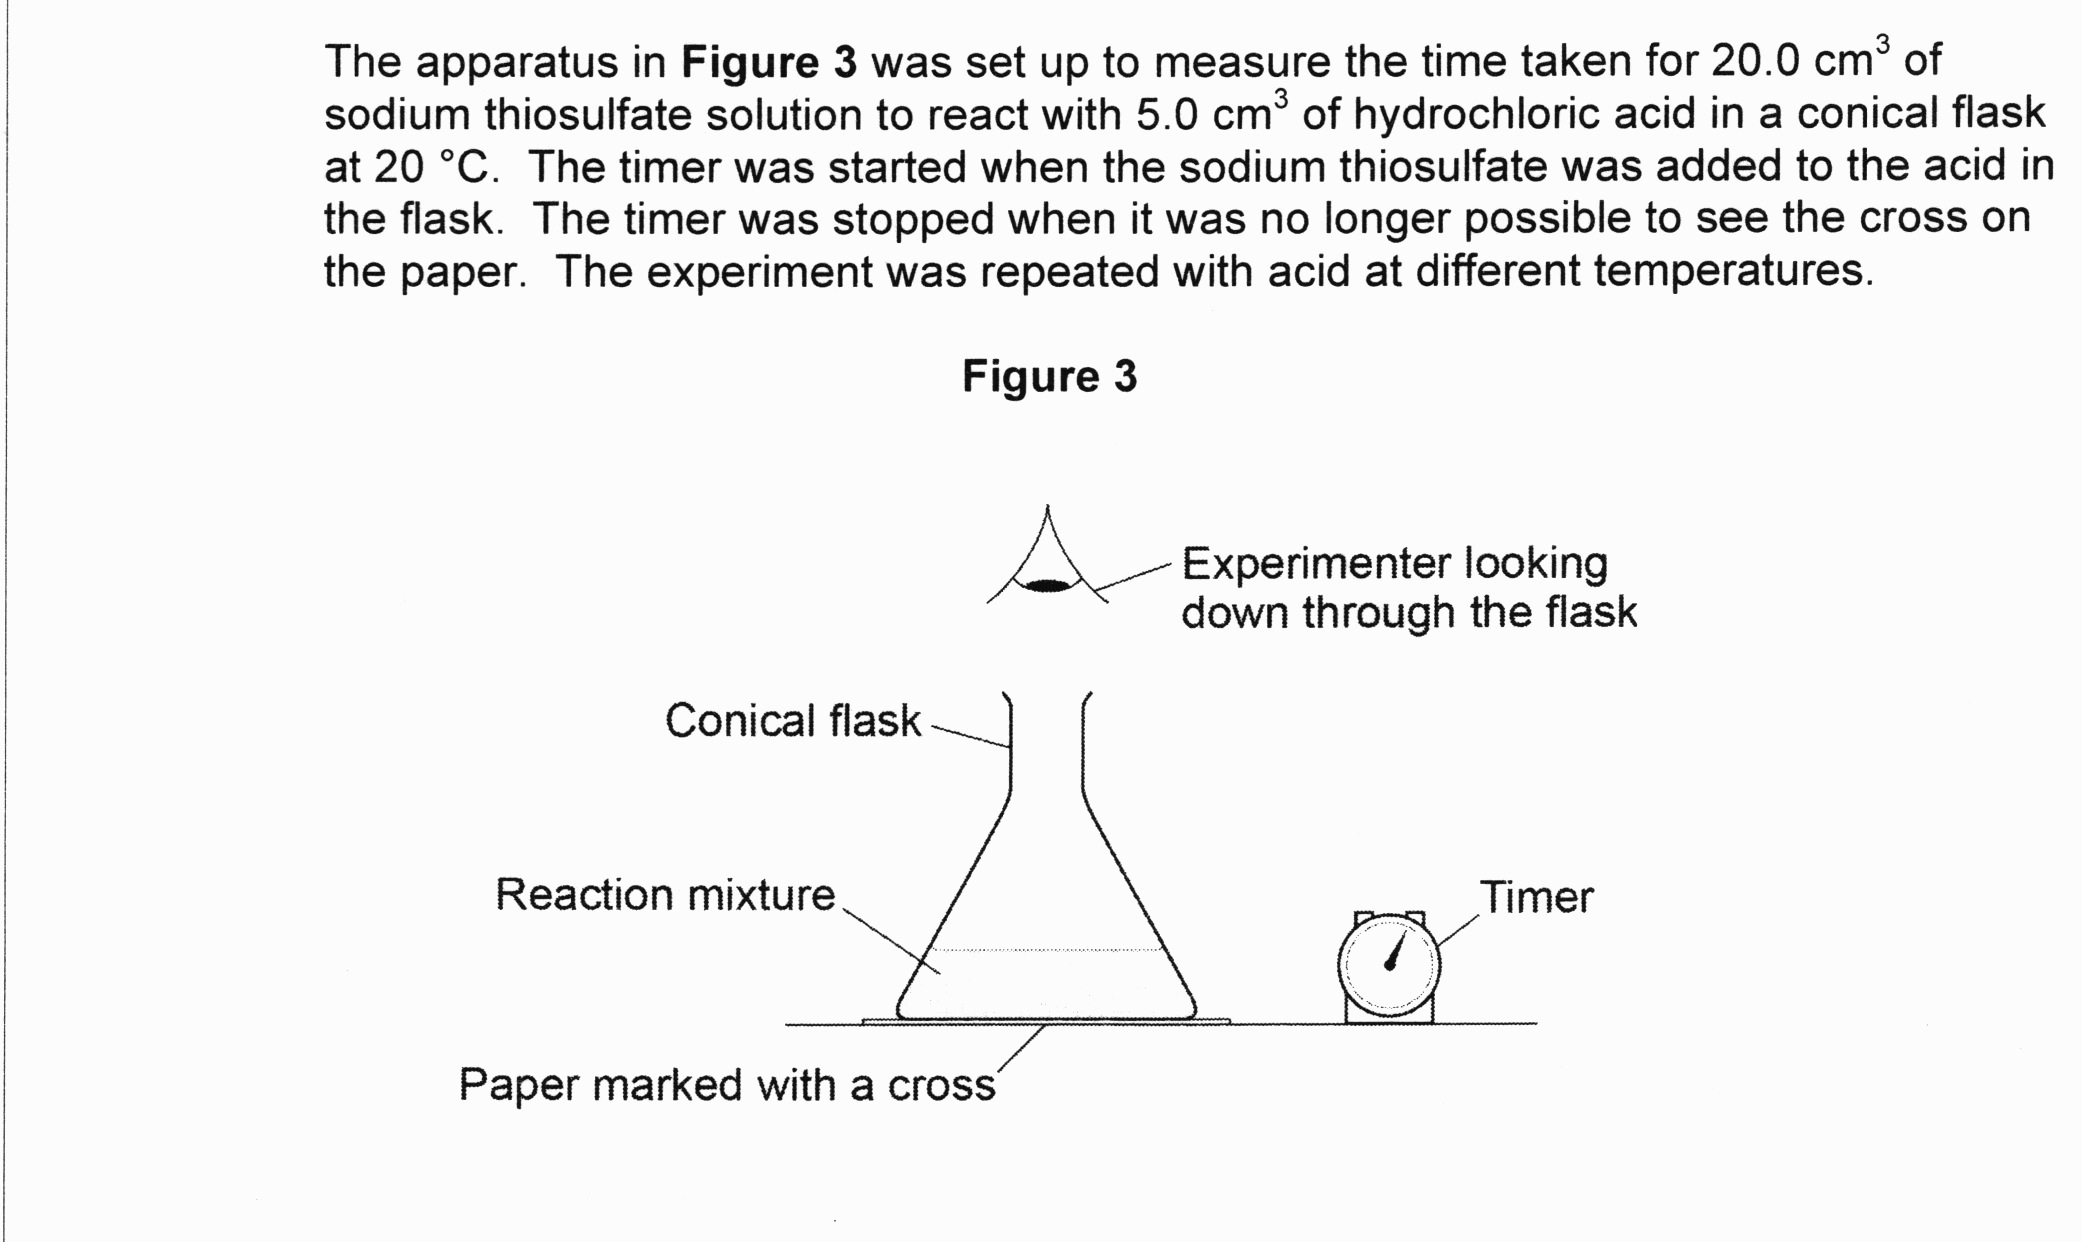 The apparatus in Figure 3 was set up to measure the time taken for 20.0 cm³ of
sodium thiosulfate solution to react with 5.0 cm³ of hydrochloric acid in a conical flask
at 20 °C. The timer was started when the sodium thiosulfate was added to the acid in
the flask. The timer was stopped when it was no longer possible to see the cross on
the paper. The experiment was repeated with acid at different temperatures.
Figure 3
Experimenter looking
down through the flask
Conical flask
Reaction mixture
Timer
Paper marked with a cross